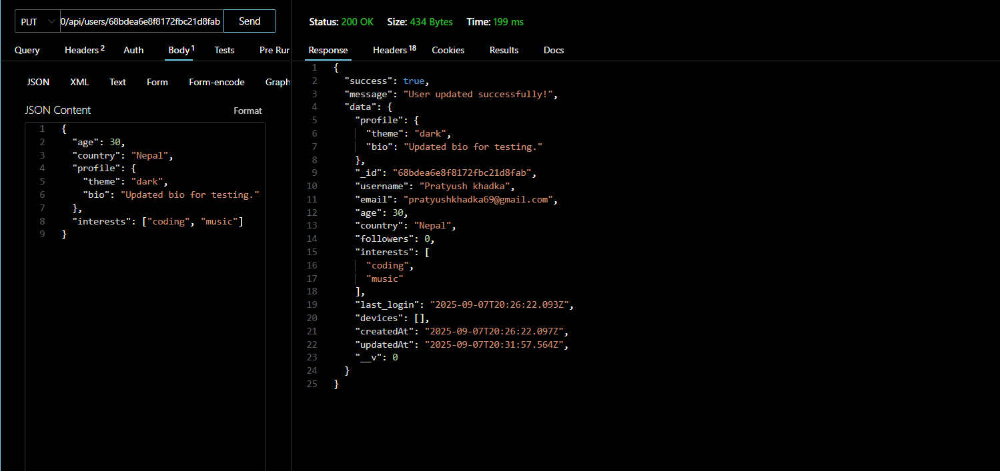 PUT 0/api/users/68bdea6e8f8172fbc21d8fab Send
Query Headers 2 Auth Body 1 Tests Pre Run
JSON XML Text Form Form-encode Graph
JSON Content Format
1 {
2 "age": 30,
3 "country": "Nepal",
4 "profile": {
5 "theme": "dark",
6 "bio": "Updated bio for testing."
7 },
8 "interests": ["coding", "music"]
9 }
Status: 200 OK Size: 434 Bytes Time: 199 ms
Response Headers 18 Cookies Results Docs
1 {
2 "success": true,
3 "message": "User updated successfully!",
4 "data": {
5 "profile": {
6 "theme": "dark",
7 "bio": "Updated bio for testing."
8 },
9 "_id": "68bdea6e8f8172fbc21d8fab",
10 "username": "Pratyush khadka",
11 "email": "pratyushkhadka69@gmail.com",
12 "age": 30,
13 "country": "Nepal",
14 "followers": 0,
15 "interests": [
16 "coding",
17 "music"
18 ],
19 "last_login": "2025-09-07T20:26:22.093Z",
20 "devices": [],
21 "createdAt": "2025-09-07T20:26:22.097Z",
22 "updatedAt": "2025-09-07T20:31:57.564Z",
23 "__v": 0
24 }
25 }